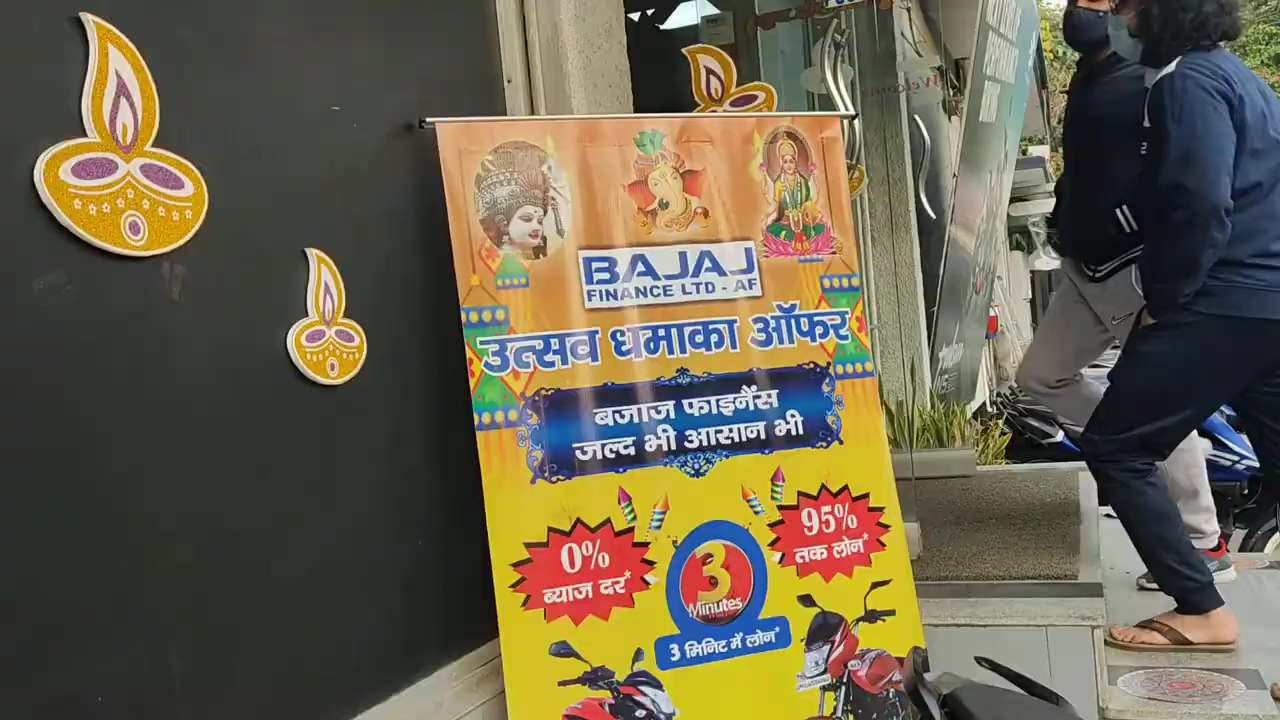 BAJAJ
FINANCE LTD - AF
उत्सव धमाका ऑफर
बजाज फाइनैंस
जल्द भी आसान भी
0%
ब्याज दर*
95%
तक लोन*
3
Minutes
3 मिनिट में लोन*
Welcome